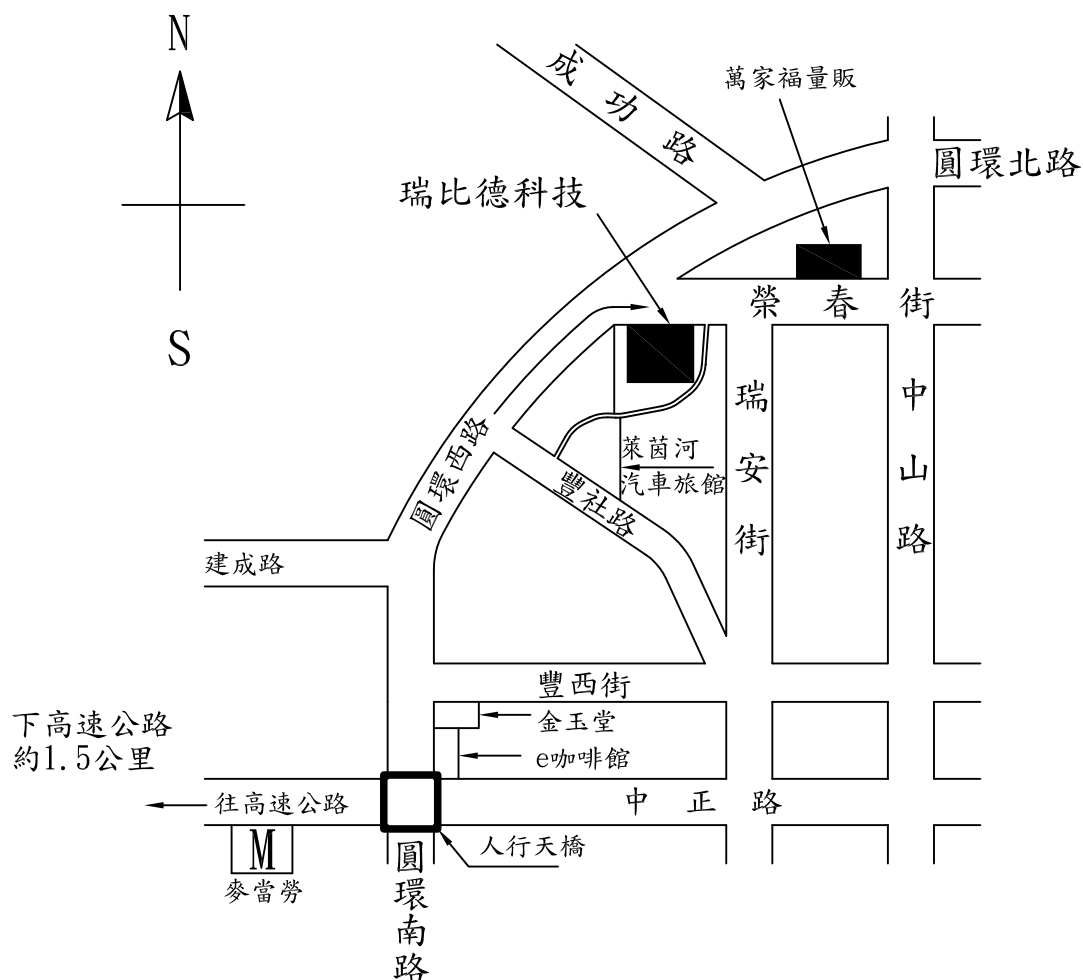 N
S
成功路
萬家福量販
圓環北路
瑞比德科技
榮春街
中山路
瑞安街
圓環西路
萊茵河
汽車旅館
豐社路
建成路
豐西街
金玉堂
e咖啡館
下高速公路
約1.5公里
往高速公路
中正路
人行天橋
M
麥當勞
圓環南路